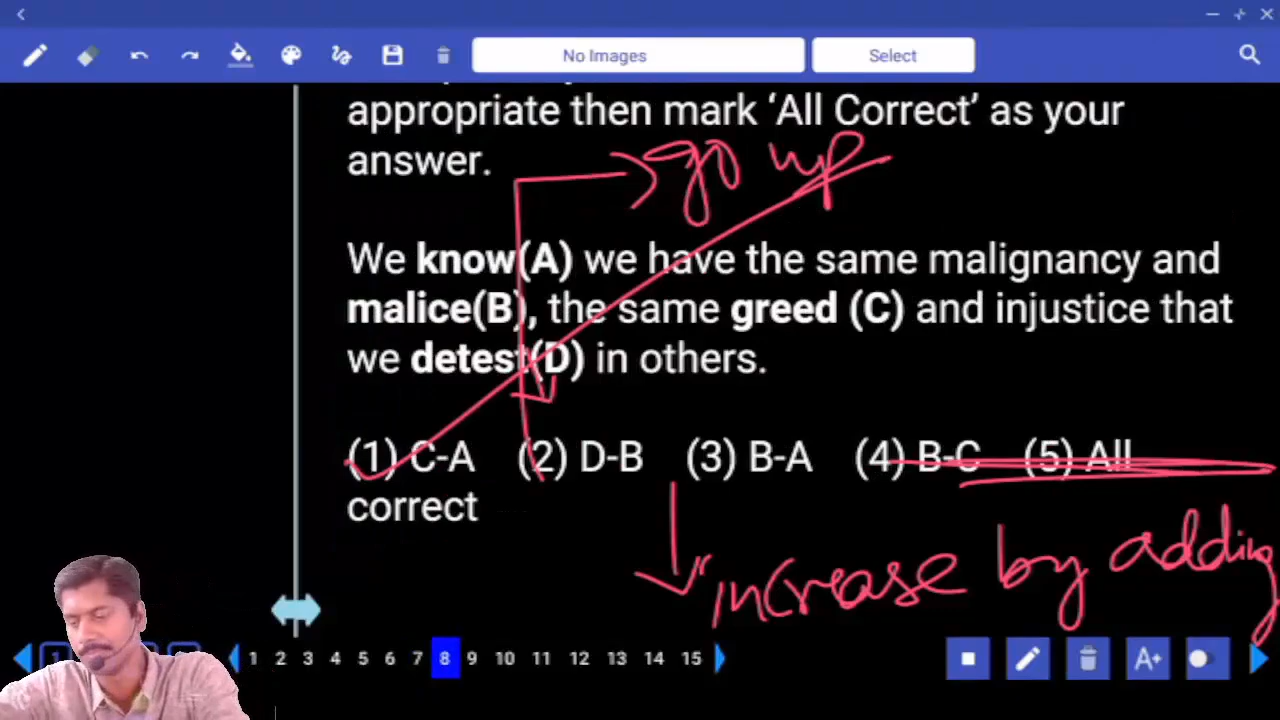 No Images
Select
appropriate then mark ‘All Correct’ as your
answer.
go up
We know(A) we have the same malignancy and
malice(B), the same greed (C) and injustice that
we detest(D) in others.
(1) C-A (2) D-B (3) B-A (4) B-C (5) All
correct
increase by adding
1 2 3 4 5 6 7 8 9 10 11 12 13 14 15
A+